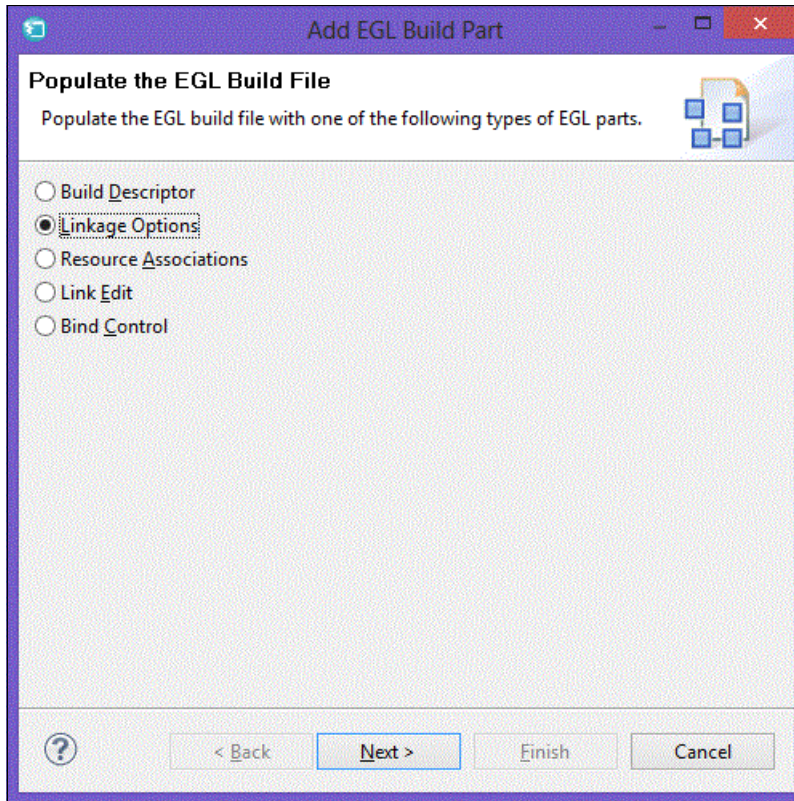 Add EGL Build Part
Populate the EGL Build File
Populate the EGL build file with one of the following types of EGL parts.
Build Descriptor
Linkage Options
Resource Associations
Link Edit
Bind Control
? < Back Next > Finish Cancel